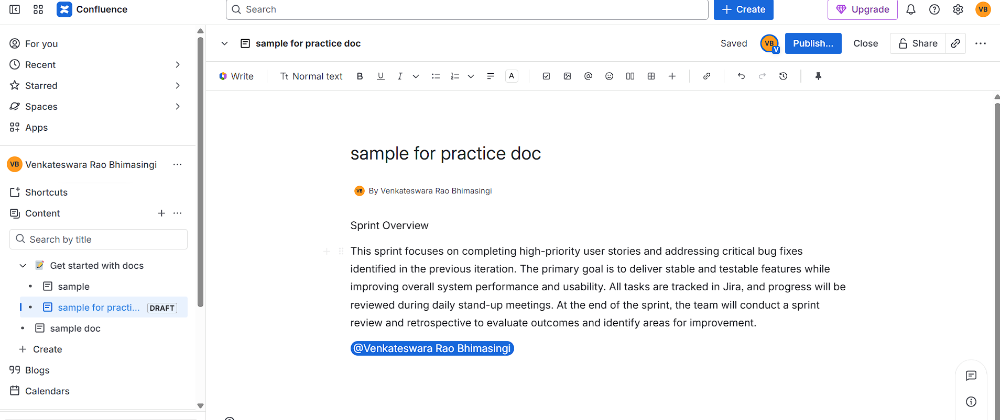 Confluence
Search
+ Create
Upgrade
VB
For you
Recent
Starred
Spaces
Apps
VB Venkateswara Rao Bhimasingi
Shortcuts
Content
Search by title
Get started with docs
sample
sample for practi... DRAFT
sample doc
+ Create
Blogs
Calendars
sample for practice doc
Saved
VB
V
Publish...
Close
Share
Write
Tt Normal text
B U I
A
sample for practice doc
VB By Venkateswara Rao Bhimasingi
Sprint Overview
This sprint focuses on completing high-priority user stories and addressing critical bug fixes
identified in the previous iteration. The primary goal is to deliver stable and testable features while
improving overall system performance and usability. All tasks are tracked in Jira, and progress will be
reviewed during daily stand-up meetings. At the end of the sprint, the team will conduct a sprint
review and retrospective to evaluate outcomes and identify areas for improvement.
@Venkateswara Rao Bhimasingi